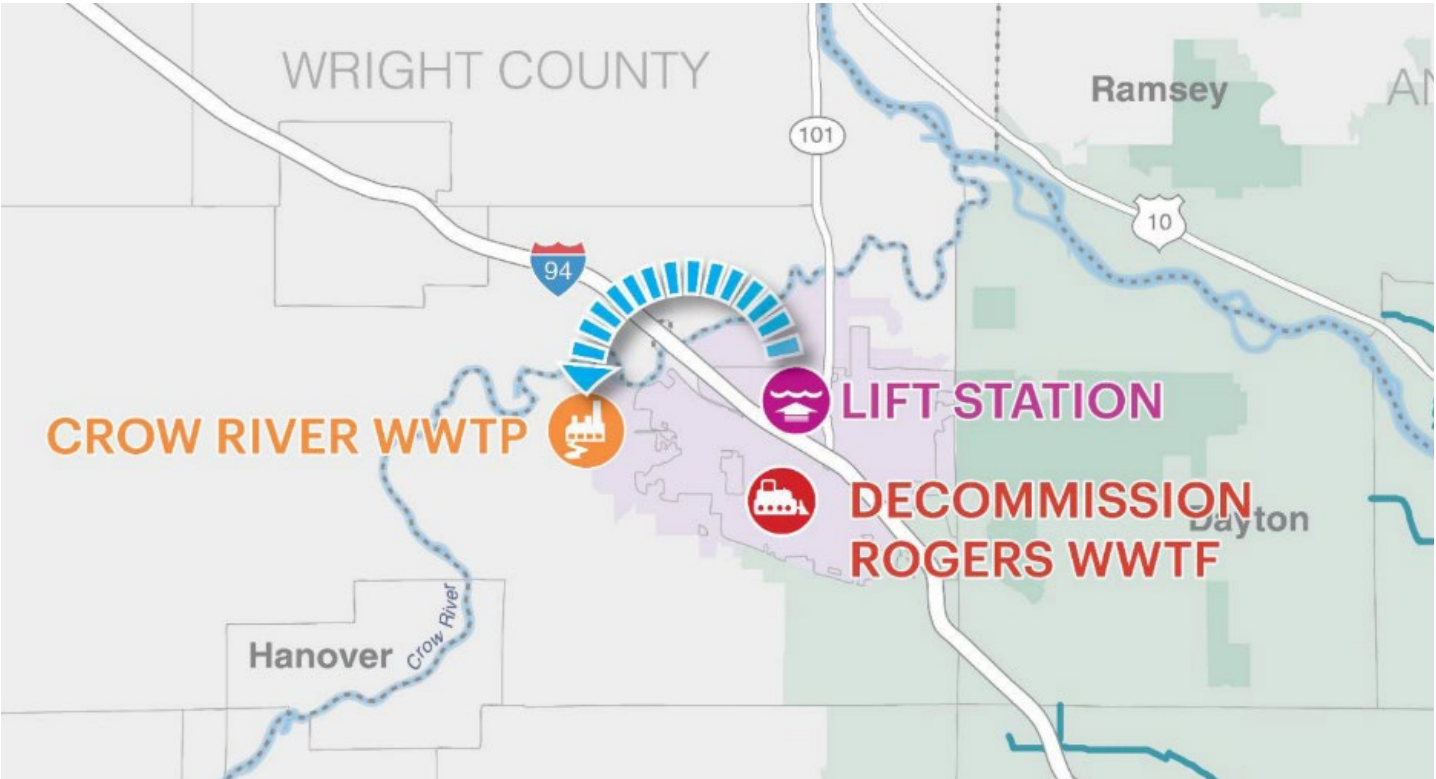 WRIGHT COUNTY
Ramsey
AN
101
10
94
LIFT STATION
CROW RIVER WWTP
DECOMMISSION
ROGERS WWTF
Dayton
Crow River
Hanover